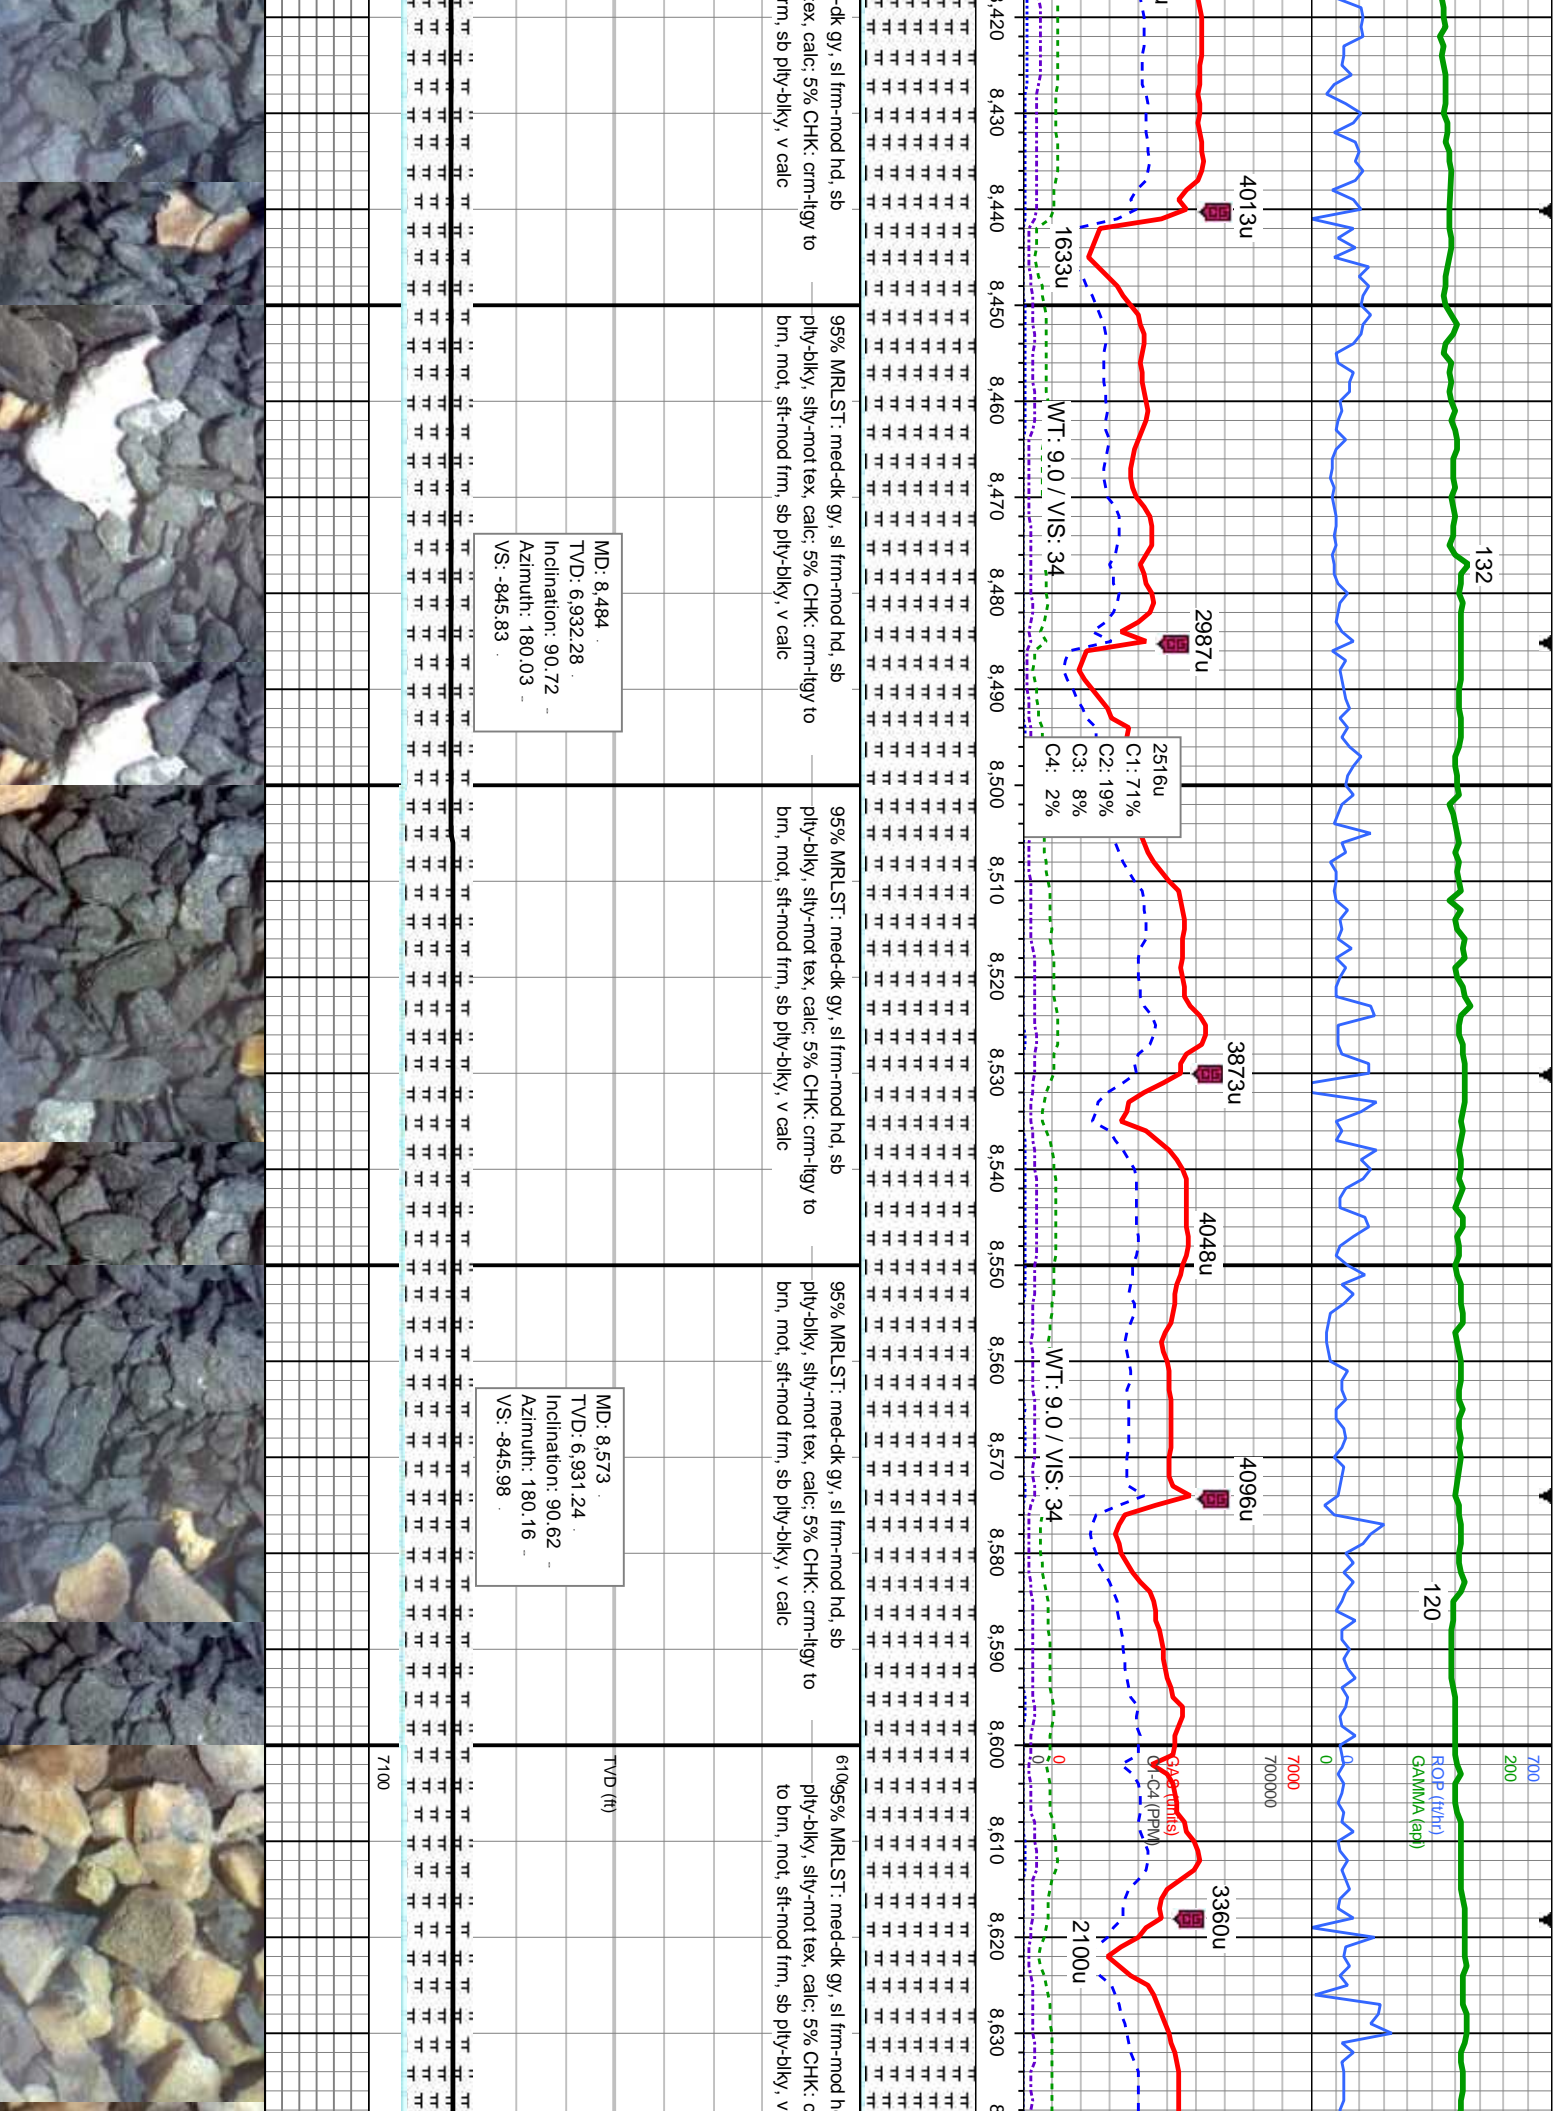 -dk gy, sl frm-mod hd, sb
ex, calc; 5% CHK: crm-ltgy to
rm, sb plty-blky, v calc
95% MRLST: med-dk gy, sl frm-mod hd, sb
plty-blky, slty-mot tex, calc; 5% CHK: crm-ltgy to
brn, mot, sft-mod frm, sb plty-blky, v calc
95% MRLST: med-dk gy, sl frm-mod hd, sb
plty-blky, slty-mot tex, calc; 5% CHK: crm-ltgy to
brn, mot, sft-mod frm, sb plty-blky, v calc
95% MRLST: med-dk gy, sl frm-mod hd, sb
plty-blky, slty-mot tex, calc; 5% CHK: crm-ltgy to
brn, mot, sft-mod frm, sb plty-blky, v calc
95% MRLST: med-dk gy, sl frm-mod h
plty-blky, slty-mot tex, calc; 5% CHK: c
to brn, mot, sft-mod frm, sb plty-blky, v
MD: 8,484
TVD: 6,932.28
Inclination: 90.72
Azimuth: 180.03
VS: -845.83
MD: 8,573
TVD: 6,931.24
Inclination: 90.62
Azimuth: 180.16
VS: -845.98
TVD (ft)
7100
8,420
8,430
8,440
8,450
8,460
8,470
8,480
8,490
8,500
8,510
8,520
8,530
8,540
8,550
8,560
8,570
8,580
8,590
8,600
8,610
8,620
8,630
4013u
1633u
WT: 9.0 / VIS: 34
2987u
2516u
C1: 71%
C2: 19%
C3: 8%
C4: 2%
3873u
4048u
WT: 9.0 / VIS: 34
4096u
3360u
2100u
132
120
700
200
ROP (ft/hr)
GAMMA (api)
0
0
7000
700000
GAS (units)
C1-C4 (PPM)
0
0